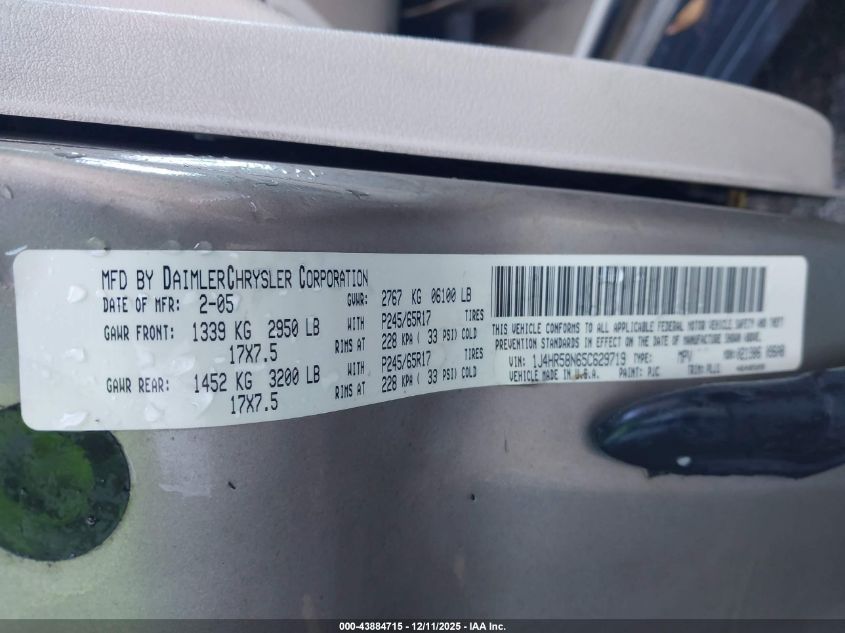 MFD BY DAIMLERCHRYSLER CORPORATION
DATE OF MFR: 2-05 GVWR: 2767 KG 06100 LB
GAWR FRONT: 1339 KG 2950 LB WITH P245/65R17 TIRES
17X7.5 RIMS AT 228 KPA ( 33 PSI) COLD
GAWR REAR: 1452 KG 3200 LB WITH P245/65R17 TIRES
17X7.5 RIMS AT 228 KPA ( 33 PSI) COLD
THIS VEHICLE CONFORMS TO ALL APPLICABLE FEDERAL MOTOR VEHICLE SAFETY AND THEFT
PREVENTION STANDARDS IN EFFECT ON THE DATE OF MANUFACTURE SHOWN ABOVE.
VIN: 1J4HR58N65C629719 TYPE: MPV MDH:
VEHICLE MADE IN U.S.A. PAINT: PJC TRIM:
000-43884715 - 12/11/2025 - IAA Inc.